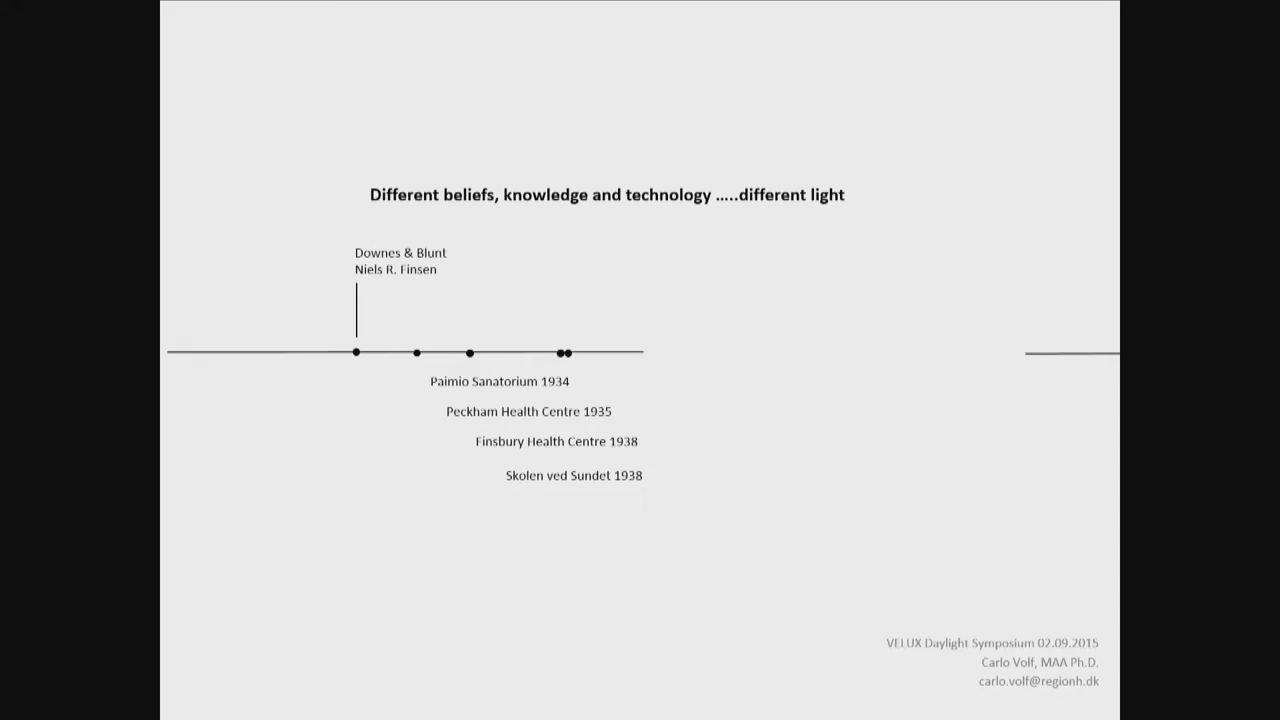 Different beliefs, knowledge and technology …..different light
Downes & Blunt
Niels R. Finsen
Paimio Sanatorium 1934
Peckham Health Centre 1935
Finsbury Health Centre 1938
Skolen ved Sundet 1938
VELUX Daylight Symposium 02.09.2015
Carlo Volf, MAA Ph.D.
carlo.volf@regionh.dk